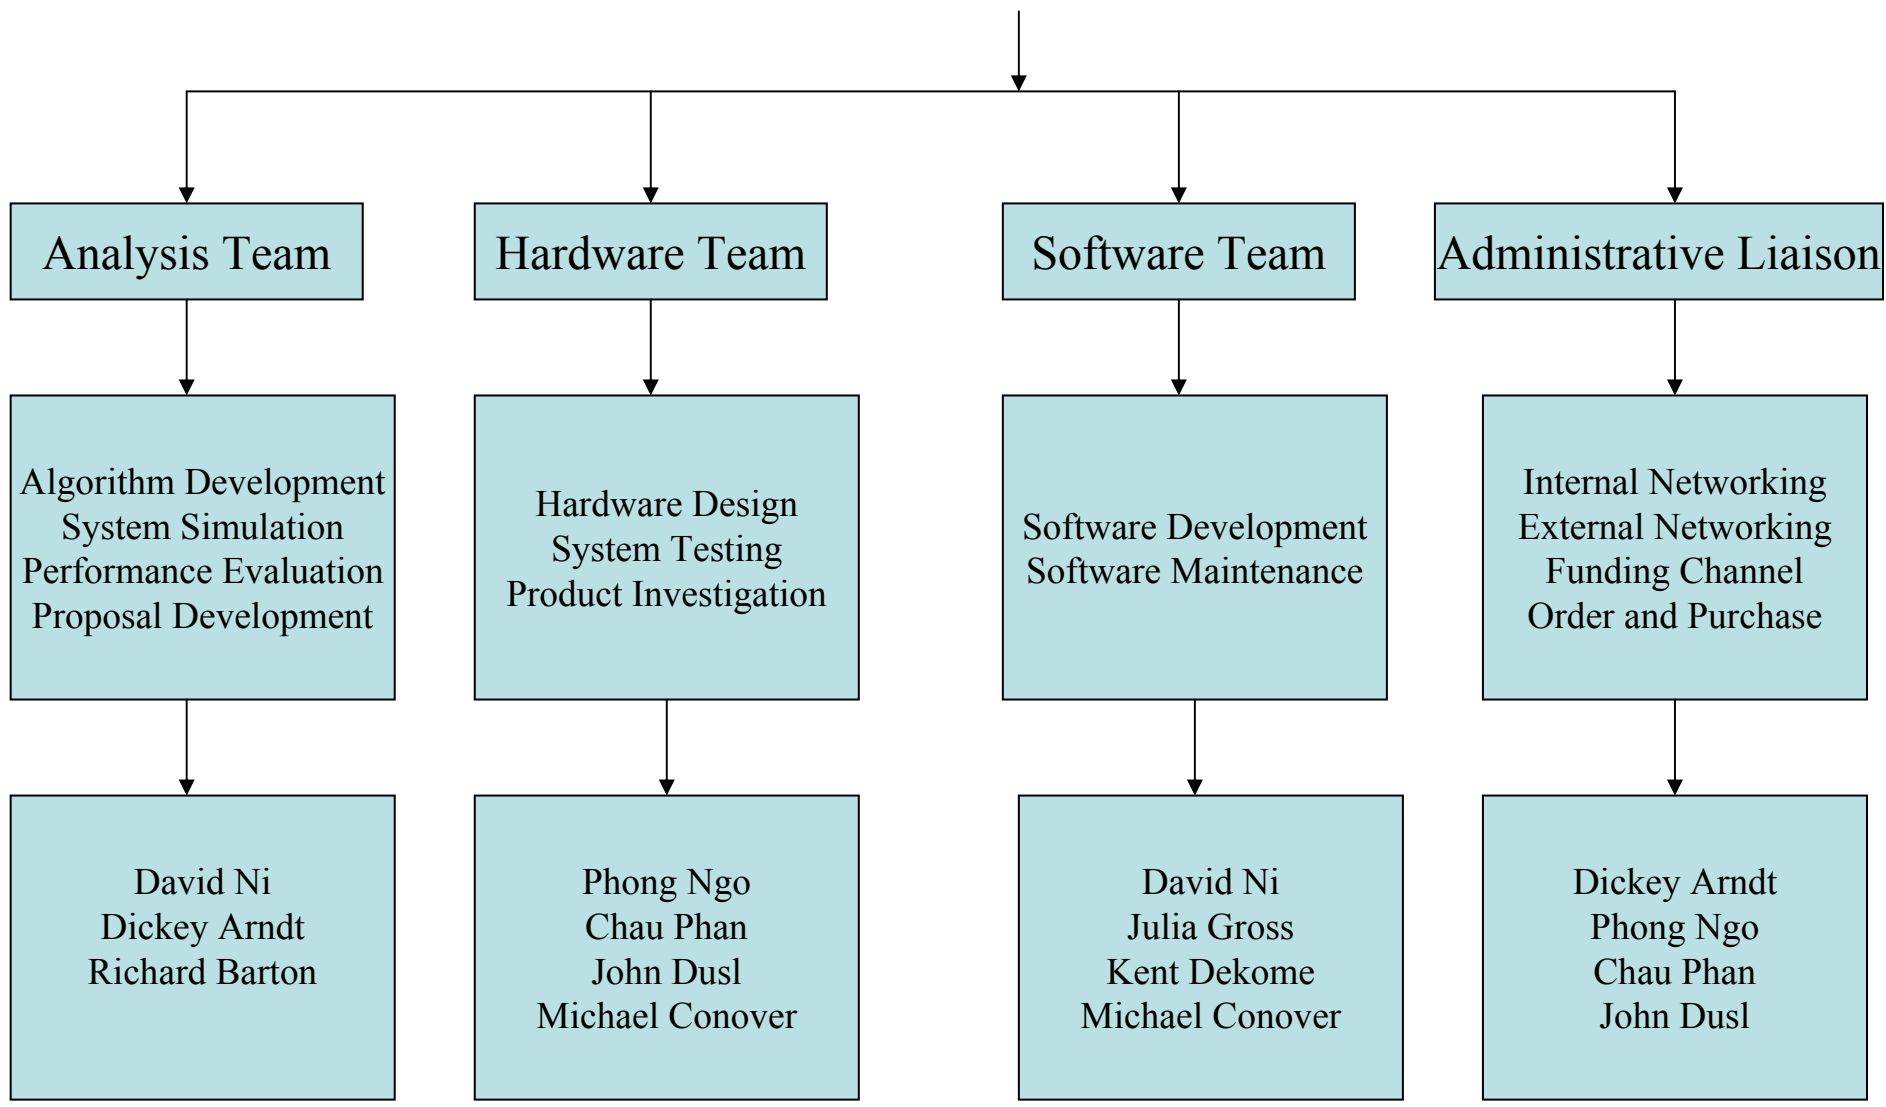 Analysis Team
Hardware Team
Software Team
Administrative Liaison
Algorithm Development
System Simulation
Performance Evaluation
Proposal Development
Hardware Design
System Testing
Product Investigation
Software Development
Software Maintenance
Internal Networking
External Networking
Funding Channel
Order and Purchase
David Ni
Dickey Arndt
Richard Barton
Phong Ngo
Chau Phan
John Dusl
Michael Conover
David Ni
Julia Gross
Kent Dekome
Michael Conover
Dickey Arndt
Phong Ngo
Chau Phan
John Dusl